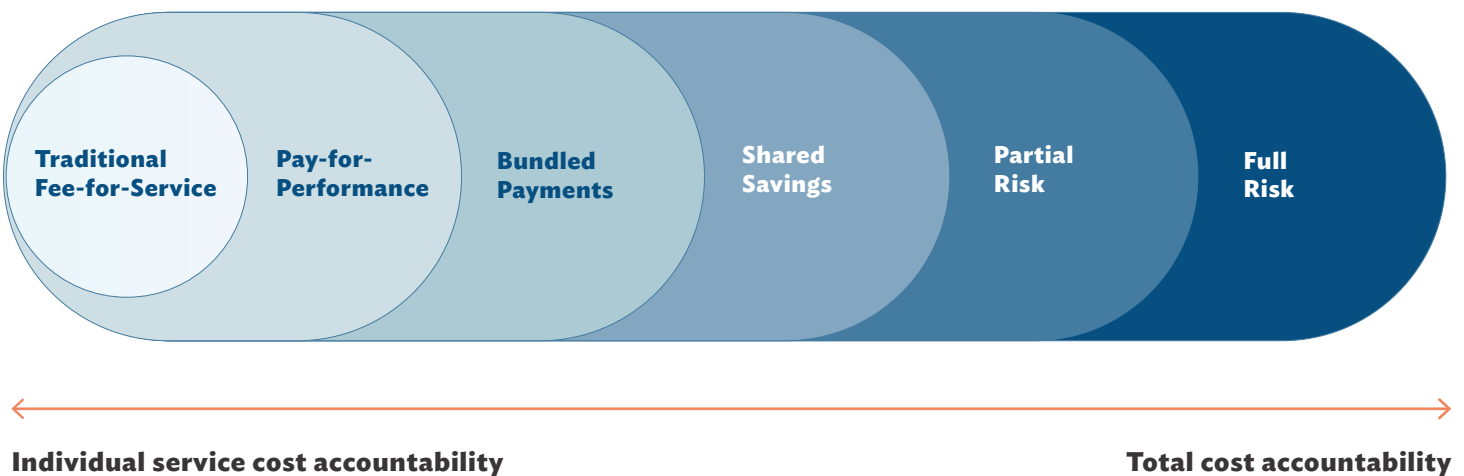 Traditional
Fee-for-Service
Pay-for-
Performance
Bundled
Payments
Shared
Savings
Partial
Risk
Full
Risk
Individual service cost accountability
Total cost accountability